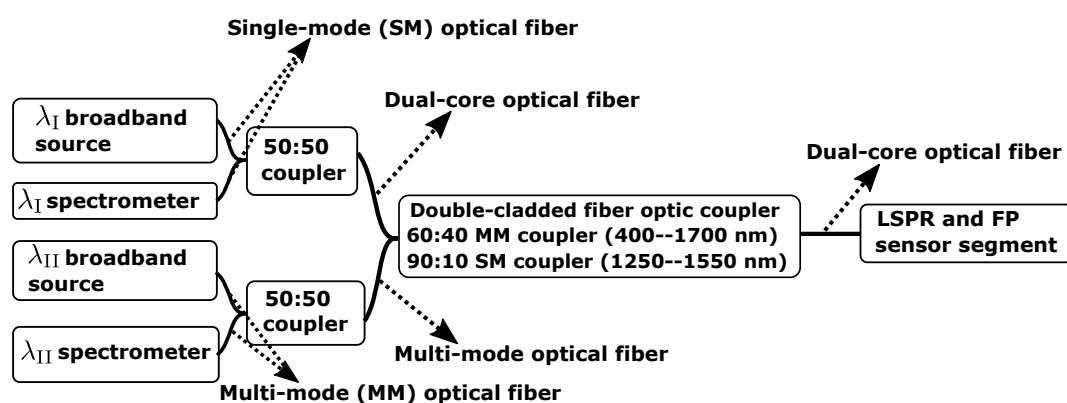 Single-mode (SM) optical fiber
Dual-core optical fiber
λI broadband
source
50:50
coupler
Dual-core optical fiber
λI spectrometer
Double-cladded fiber optic coupler
60:40 MM coupler (400--1700 nm)
90:10 SM coupler (1250--1550 nm)
LSPR and FP
sensor segment
λII broadband
source
50:50
coupler
λII spectrometer
Multi-mode optical fiber
Multi-mode (MM) optical fiber